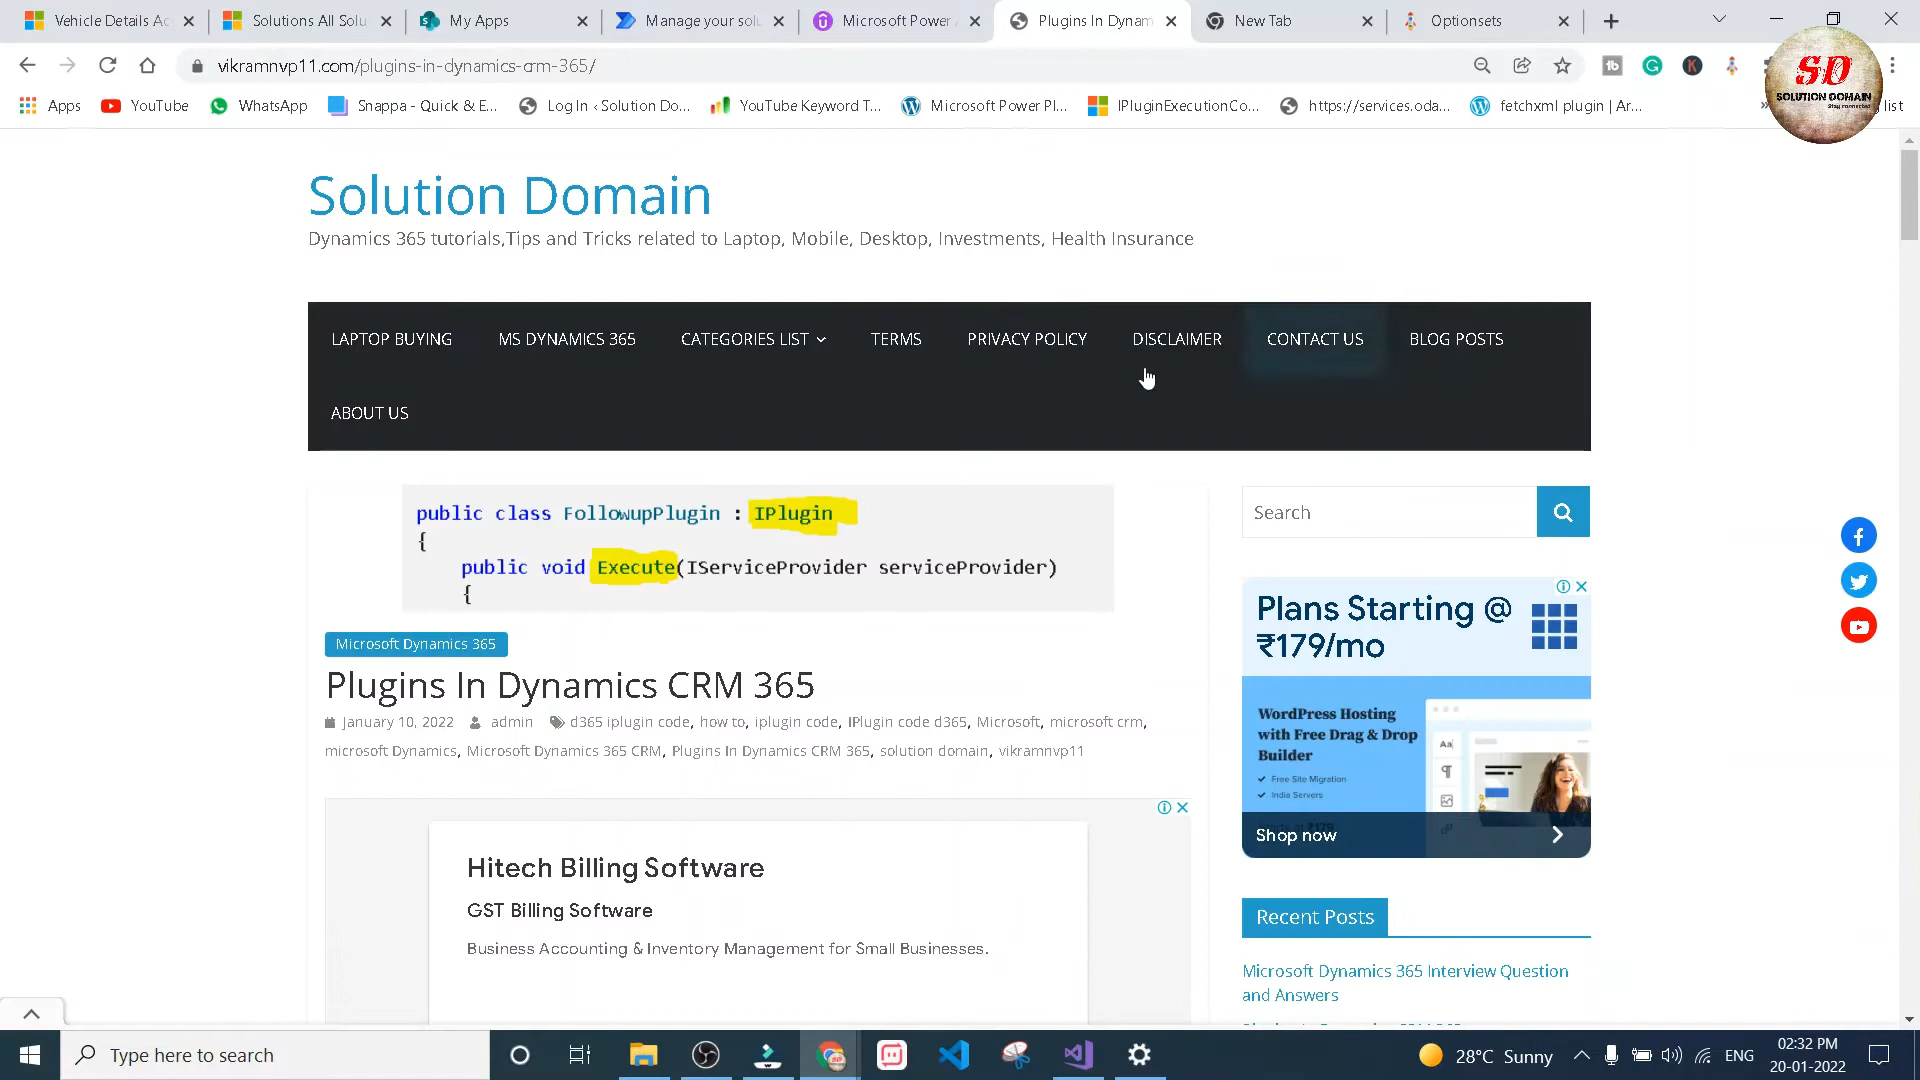 Vehicle Details Ac
Solutions All Solu
My Apps
Manage your solu
Microsoft Power
Plugins In Dynam
New Tab
Optionsets
vikramnvp11.com/plugins-in-dynamics-crm-365/
Apps
YouTube
WhatsApp
Snappa - Quick & E...
Log In ‹ Solution Do...
YouTube Keyword T...
Microsoft Power Pl...
IPluginExecutionCo...
https://services.oda...
fetchxml plugin | Ar...
list
SD
SOLUTION DOMAIN
Stay connected
Solution Domain
Dynamics 365 tutorials,Tips and Tricks related to Laptop, Mobile, Desktop, Investments, Health Insurance
LAPTOP BUYING
MS DYNAMICS 365
CATEGORIES LIST
TERMS
PRIVACY POLICY
DISCLAIMER
CONTACT US
BLOG POSTS
ABOUT US
public class FollowupPlugin : IPlugin
{
public void Execute(IServiceProvider serviceProvider)
{
Microsoft Dynamics 365
Plugins In Dynamics CRM 365
January 10, 2022 admin d365 iplugin code, how to, iplugin code, IPlugin code d365, Microsoft, microsoft crm,
microsoft Dynamics, Microsoft Dynamics 365 CRM, Plugins In Dynamics CRM 365, solution domain, vikramnvp11
Hitech Billing Software
GST Billing Software
Business Accounting & Inventory Management for Small Businesses.
Search
Plans Starting @
₹179/mo
WordPress Hosting
with Free Drag & Drop
Builder
Free Site Migration
India Servers
Aa
Shop now
Recent Posts
Microsoft Dynamics 365 Interview Question
and Answers
Type here to search
28°C Sunny
ENG
02:32 PM
20-01-2022